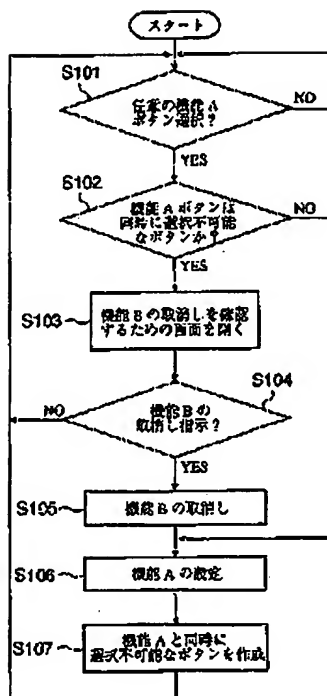 スタート
S101
任意の機能A
ボタン選択?
NO
YES
S102
機能Aボタンは
同時に選択不可能
なボタンか?
NO
YES
S103
機能Bの取消しを確認
するための画面を開く
S104
機能Bの
取消し指示?
NO
YES
S105
機能Bの取消し
S106
機能Aの設定
S107
機能Aと同時に
選択不可能なボタンを作成